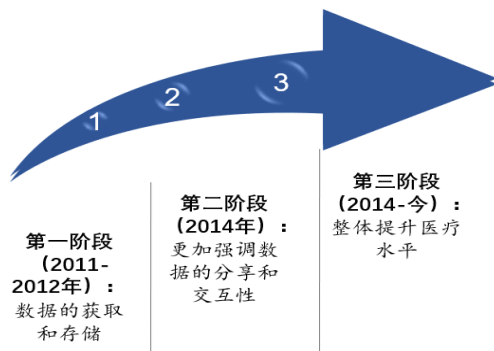 1
2
3
第一阶段
（2011-
2012年）：
数据的获取
和存储
第二阶段
（2014年）：
更加强调数
据的分享和
交互性
第三阶段
（2014-今）：
整体提升医疗
水平